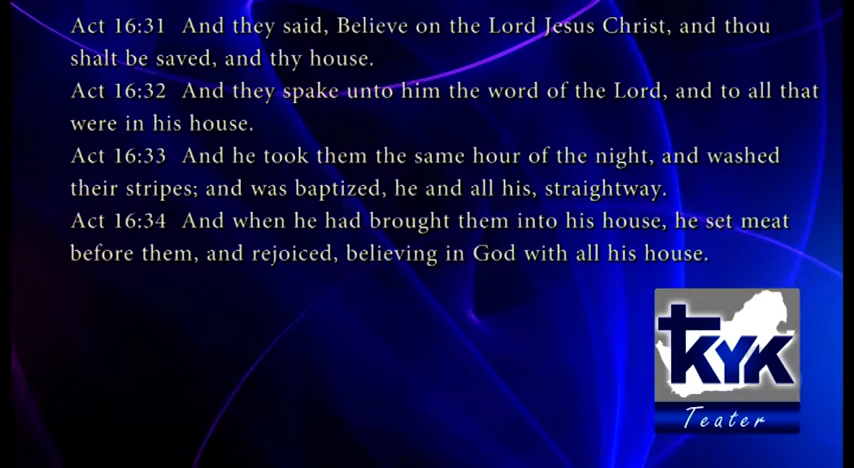 Act 16:31 And they said, Believe on the Lord Jesus Christ, and thou
shalt be saved, and thy house.
Act 16:32 And they spake unto him the word of the Lord, and to all that
were in his house.
Act 16:33 And he took them the same hour of the night, and washed
their stripes; and was baptized, he and all his, straightway.
Act 16:34 And when he had brought them into his house, he set meat
before them, and rejoiced, believing in God with all his house.
KYK
Teater